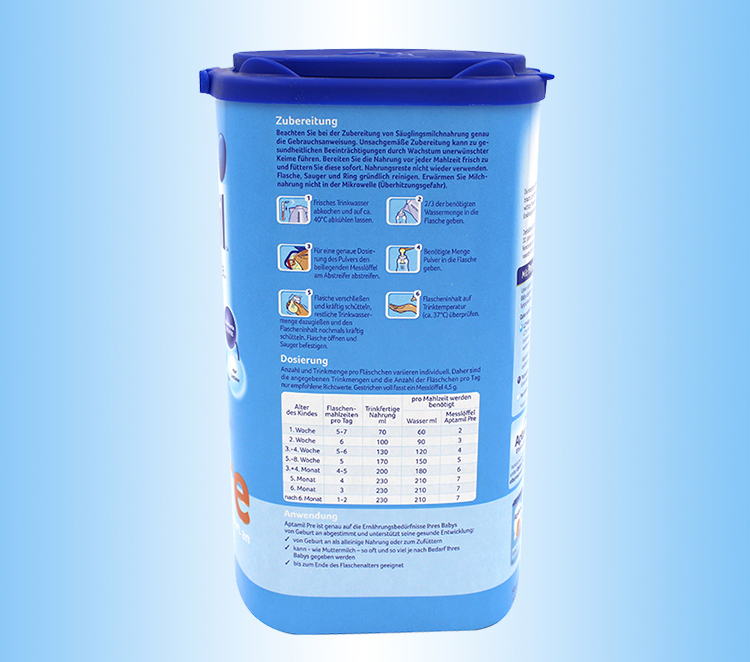 Zubereitung
Beachten Sie bei der Zubereitung von Säuglingsmilchnahrung genau
die Gebrauchsanweisung. Unsachgemäße Zubereitung kann zu ge-
sundheitlichen Beeinträchtigungen durch Wachstum unerwünschter
Keime führen. Bereiten Sie die Nahrung vor jeder Mahlzeit frisch zu
und füttern Sie diese sofort. Nahrungsreste nicht wieder verwenden.
Flasche, Sauger und Ring gründlich reinigen. Erwärmen Sie Milch-
nahrung nicht in der Mikrowelle (Überhitzungsgefahr).
1 Frisches Trinkwasser
abkochen und auf ca.
40°C abkühlen lassen.
2 2/3 der benötigten
Wassermenge in die
Flasche geben.
3 Für eine genaue Dosie-
rung des Pulvers den
beiliegenden Messlöffel
am Abstreifer abstreifen.
4 Benötigte Menge
Pulver in die Flasche
geben.
5 Flasche verschließen
und kräftig schütteln,
restliche Trinkwasser-
menge dazugießen und den
Flascheninhalt nochmals kräftig
schütteln. Flasche öffnen und
Sauger befestigen.
6 Flascheninhalt auf
Trinktemperatur
(ca. 37°C) überprüfen.
Dosierung
Anzahl und Trinkmenge pro Fläschchen variieren individuell. Daher sind
die angegebenen Trinkmengen und die Anzahl der Fläschchen pro Tag
nur empfohlene Richtwerte. Gestrichen voll fasst ein Messlöffel 4,5 g.
pro Mahlzeit werden
benötigt
Alter
des Kindes
Flaschen-
mahlzeiten
pro Tag
Trinkfertige
Nahrung
ml
Wasser ml
Messlöffel
Aptamil Pre
1. Woche 5-7 70 60 2
2. Woche 6 100 90 3
3.-4. Woche 5-6 130 120 4
5.-8. Woche 5 170 150 5
3.+4. Monat 4-5 200 180 6
5. Monat 4 230 210 7
6. Monat 3 230 210 7
nach 6. Monat 1-2 230 210 7
Anwendung
Aptamil Pre ist genau auf die Ernährungsbedürfnisse Ihres Babys
von Geburt an abgestimmt und unterstützt seine gesunde Entwicklung:
✓ von Geburt an als alleinige Nahrung oder zum Zufüttern
✓ kann - wie Muttermilch – so oft und so viel je nach Bedarf Ihres
Babys gegeben werden
✓ bis zum Ende des Flaschenalters geeignet
e